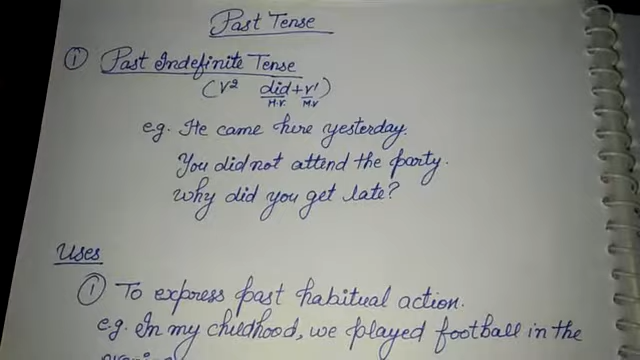 Past Tense
① Past Indefinite Tense
(V² did+V¹)
H.V. M.V
e.g. He came here yesterday.
You did not attend the party.
Why did you get late?
Uses
① To express past habitual action.
e.g. In my childhood, we played football in the